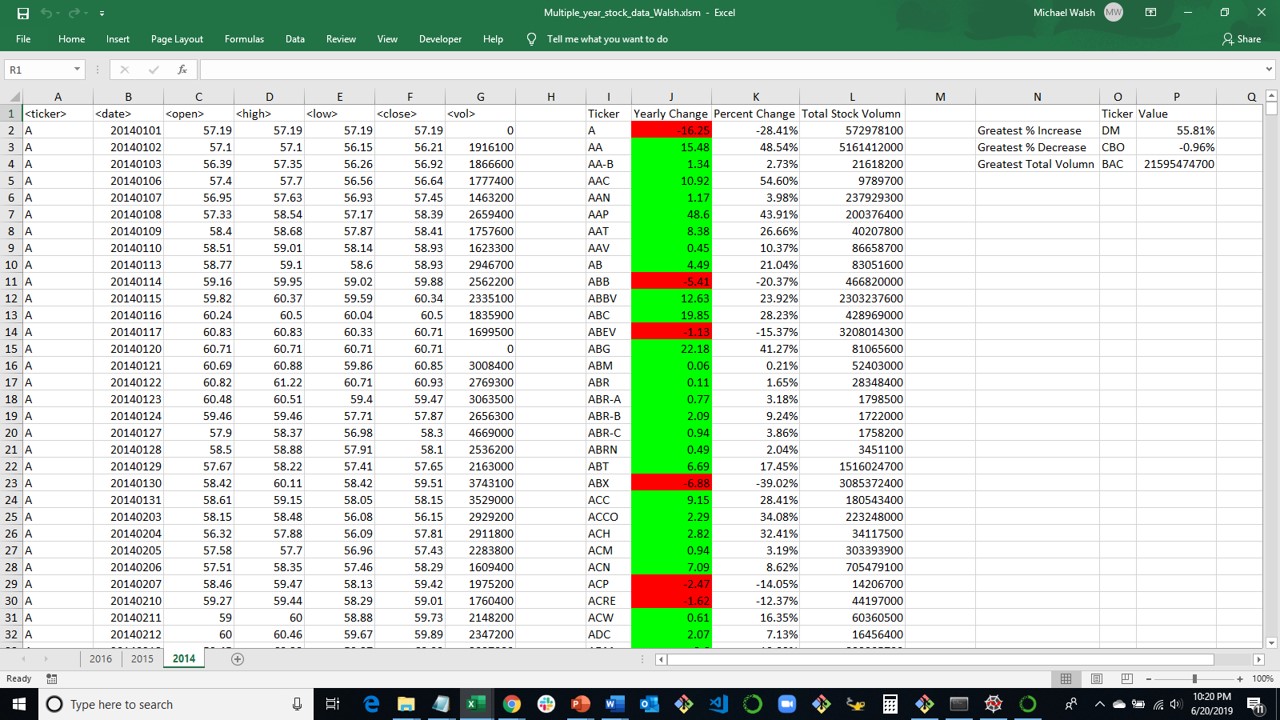 Multiple_year_stock_data_Walsh.xlsm - Excel
Michael Walsh MW
File Home Insert Page Layout Formulas Data Review View Developer Help Tell me what you want to do Share
R1 fx
A B C D E F G H I J K L M N O P Q
1 <ticker> <date> <open> <high> <low> <close> <vol> Ticker Yearly Change Percent Change Total Stock Volumn Ticker Value
2 A 20140101 57.19 57.19 57.19 57.19 0 A -16.25 -28.41% 572978100 Greatest % Increase DM 55.81%
3 A 20140102 57.1 57.1 56.15 56.21 1916100 AA 15.48 48.54% 5161412000 Greatest % Decrease CBO -0.96%
4 A 20140103 56.39 57.35 56.26 56.92 1866600 AA-B 1.34 2.73% 21618200 Greatest Total Volumn BAC 21595474700
5 A 20140106 57.4 57.7 56.56 56.64 1777400 AAC 10.92 54.60% 9789700
6 A 20140107 56.95 57.63 56.93 57.45 1463200 AAN 1.17 3.98% 237929300
7 A 20140108 57.33 58.54 57.17 58.39 2659400 AAP 48.6 43.91% 200376400
8 A 20140109 58.4 58.68 57.87 58.41 1757600 AAT 8.38 26.66% 40207800
9 A 20140110 58.51 59.01 58.14 58.93 1623300 AAV 0.45 10.37% 86658700
10 A 20140113 58.77 59.1 58.6 58.93 2946700 AB 4.49 21.04% 83051600
11 A 20140114 59.16 59.95 59.02 59.88 2562200 ABB -5.41 -20.37% 466820000
12 A 20140115 59.82 60.37 59.59 60.34 2335100 ABBV 12.63 23.92% 2303237600
13 A 20140116 60.24 60.5 60.04 60.5 1835900 ABC 19.85 28.23% 428969000
14 A 20140117 60.83 60.83 60.33 60.71 1699500 ABEV -1.13 -15.37% 3208014300
15 A 20140120 60.71 60.71 60.71 60.71 0 ABG 22.18 41.27% 81065600
16 A 20140121 60.69 60.88 59.86 60.85 3008400 ABM 0.06 0.21% 52403000
17 A 20140122 60.82 61.22 60.71 60.93 2769300 ABR 0.11 1.65% 28348400
18 A 20140123 60.48 60.51 59.4 59.47 3063500 ABR-A 0.77 3.18% 1798500
19 A 20140124 59.46 59.46 57.71 57.87 2656300 ABR-B 2.09 9.24% 1722000
20 A 20140127 57.9 58.37 56.98 58.3 4669000 ABR-C 0.94 3.86% 1758200
21 A 20140128 58.5 58.88 57.91 58.1 2536200 ABRN 0.49 2.04% 3451100
22 A 20140129 57.67 58.22 57.41 57.65 2163000 ABT 6.69 17.45% 1516024700
23 A 20140130 58.42 60.11 58.42 59.51 3743100 ABX -6.88 -39.02% 3085372400
24 A 20140131 58.61 59.15 58.05 58.15 3529000 ACC 9.15 28.41% 180543400
25 A 20140203 58.15 58.48 56.08 56.15 2929200 ACCO 2.29 34.08% 223248000
26 A 20140204 56.32 57.88 56.09 57.81 2911800 ACH 2.82 32.41% 34117500
27 A 20140205 57.58 57.7 56.96 57.43 2283800 ACM 0.94 3.19% 303393900
28 A 20140206 57.51 58.35 57.46 58.29 1609400 ACN 7.09 8.62% 705479100
29 A 20140207 58.46 59.47 58.13 59.42 1975200 ACP -2.47 -14.05% 14206700
30 A 20140210 59.27 59.44 58.29 59.01 1760400 ACRE -1.62 -12.37% 44197000
31 A 20140211 59 60 58.88 59.73 2148200 ACW 0.61 16.35% 60360500
32 A 20140212 60 60.46 59.67 59.89 2347200 ADC 2.07 7.13% 16456400
2016 2015 2014
Ready 100%
Type here to search
10:20 PM
6/20/2019
11